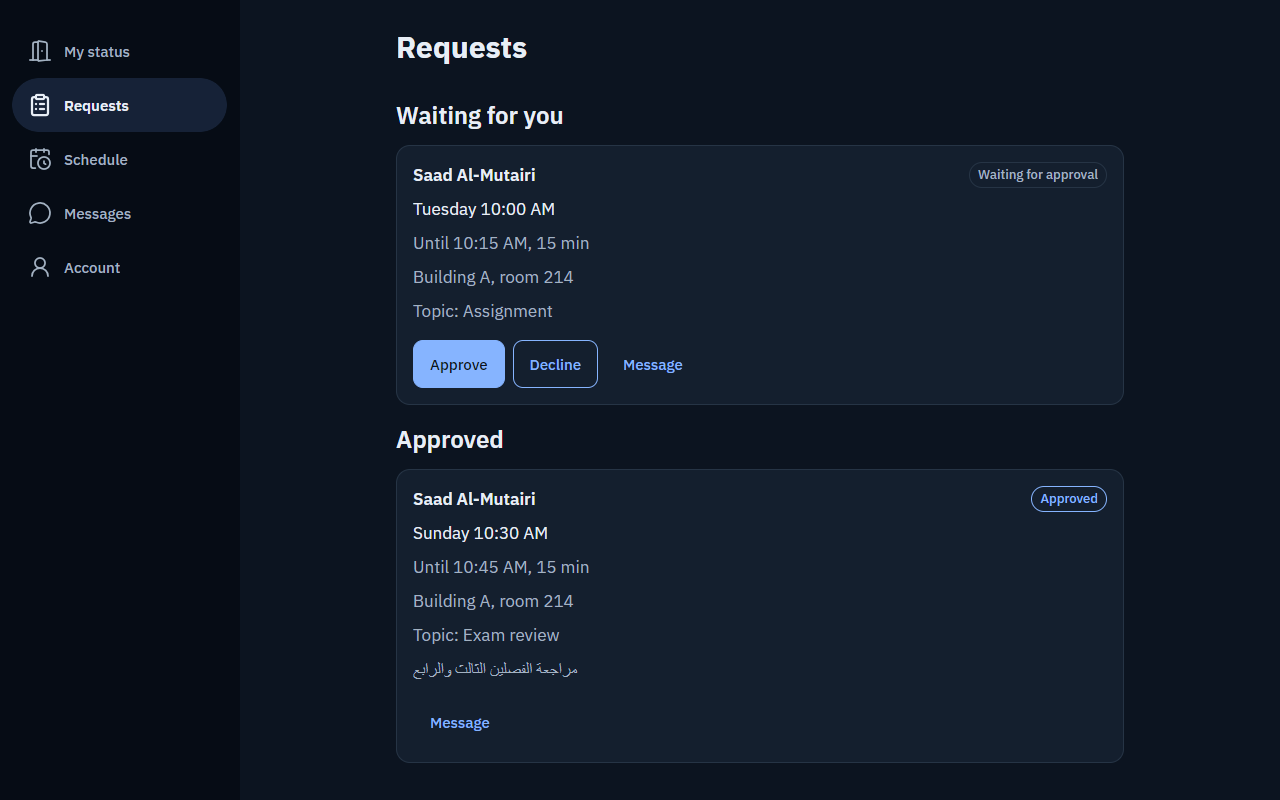 My status
Requests
Schedule
Messages
Account
Requests
Waiting for you
Saad Al-Mutairi
Waiting for approval
Tuesday 10:00 AM
Until 10:15 AM, 15 min
Building A, room 214
Topic: Assignment
Approve
Decline
Message
Approved
Saad Al-Mutairi
Approved
Sunday 10:30 AM
Until 10:45 AM, 15 min
Building A, room 214
Topic: Exam review
مراجعة الفصلين الثالث والرابع
Message